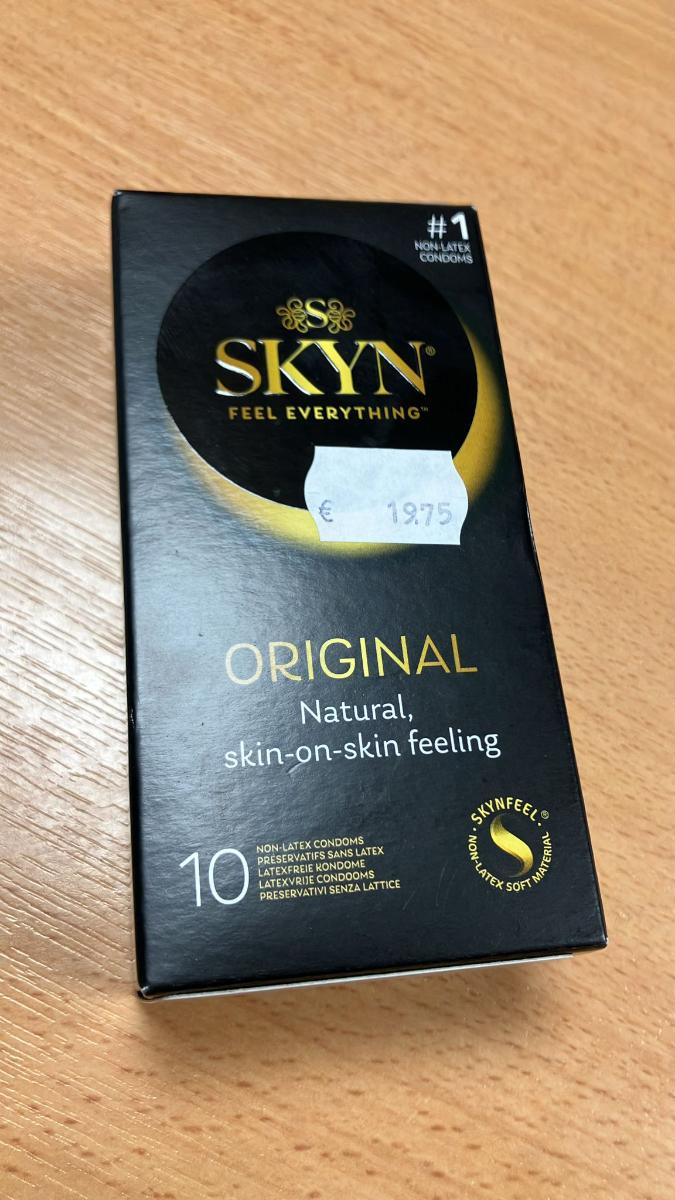 #1
NON-LATEX
CONDOMS
S
SKYN®
FEEL EVERYTHING™
€ 19.75
ORIGINAL
Natural,
skin-on-skin feeling
10
NON-LATEX CONDOMS
PRÉSERVATIFS SANS LATEX
LATEXFREIE KONDOME
LATEXVRIJE CONDOOMS
PRESERVATIVI SENZA LATTICE
· SKYNFEEL · ®
NON-LATEX SOFT MATERIAL